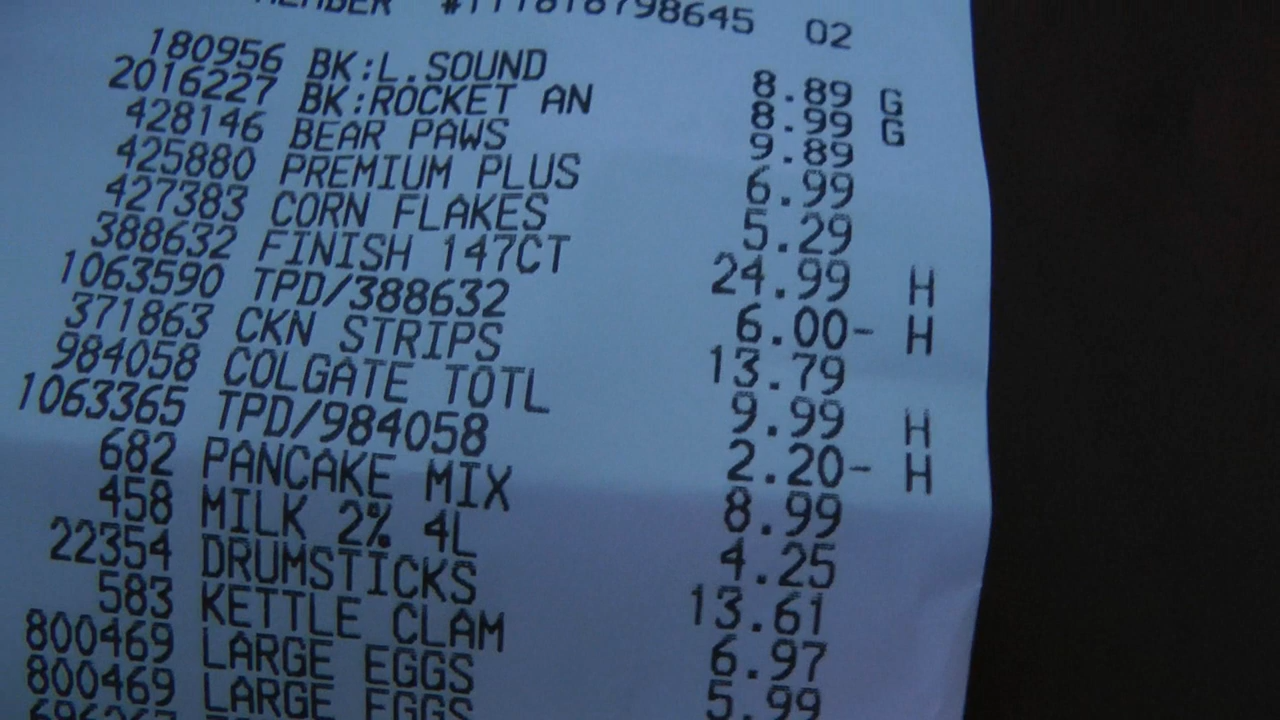 MEMBER 02
180956 BK:L.SOUND 8.89 G
2016227 BK:ROCKET AN 8.99 G
428146 BEAR PAWS 9.89
425880 PREMIUM PLUS 6.99
427383 CORN FLAKES 5.29
388632 FINISH 147CT 24.99 H
1063590 TPD/388632 6.00- H
371863 CKN STRIPS 13.79
984058 COLGATE TOTL 9.99 H
1063365 TPD/984058 2.20- H
682 PANCAKE MIX 8.99
458 MILK 2% 4L 4.25
22354 DRUMSTICKS 13.61
583 KETTLE CLAM 6.97
800469 LARGE EGGS 5.99
800469 LARGE EGGS